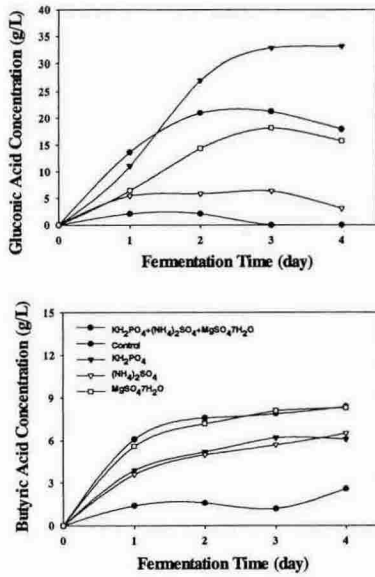 Gluconic Acid Concentration (g/L)
40
35
30
25
20
15
10
5
0
0 1 2 3 4
Fermentation Time (day)
Butyric Acid Concentration (g/L)
15
12
9
6
3
0
KH₂PO₄+(NH₄)₂SO₄+MgSO₄7H₂O
Control
KH₂PO₄
(NH₄)₂SO₄
MgSO₄7H₂O
0 1 2 3 4
Fermentation Time (day)